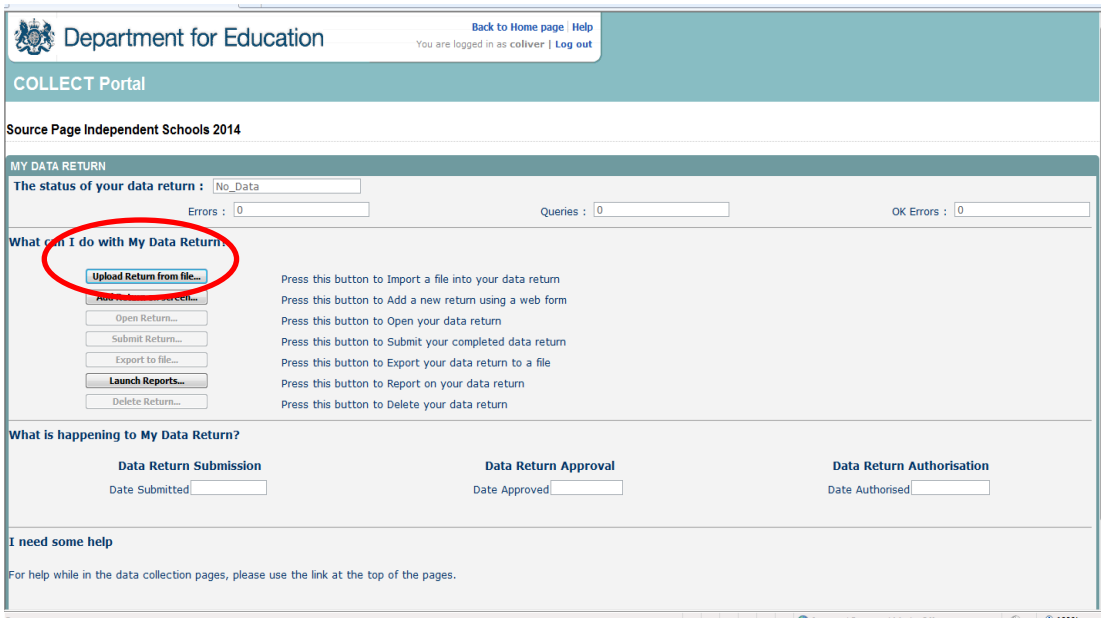 Department for Education
Back to Home page | Help
You are logged in as coliver | Log out
COLLECT Portal
Source Page Independent Schools 2014
MY DATA RETURN
The status of your data return : No_Data
Errors : 0 Queries : 0 OK Errors : 0
What can I do with My Data Return?
Upload Return from file... Press this button to Import a file into your data return
Add Return on screen... Press this button to Add a new return using a web form
Open Return... Press this button to Open your data return
Submit Return... Press this button to Submit your completed data return
Export to file... Press this button to Export your data return to a file
Launch Reports... Press this button to Report on your data return
Delete Return... Press this button to Delete your data return
What is happening to My Data Return?
Data Return Submission Data Return Approval Data Return Authorisation
Date Submitted Date Approved Date Authorised
I need some help
For help while in the data collection pages, please use the link at the top of the pages.